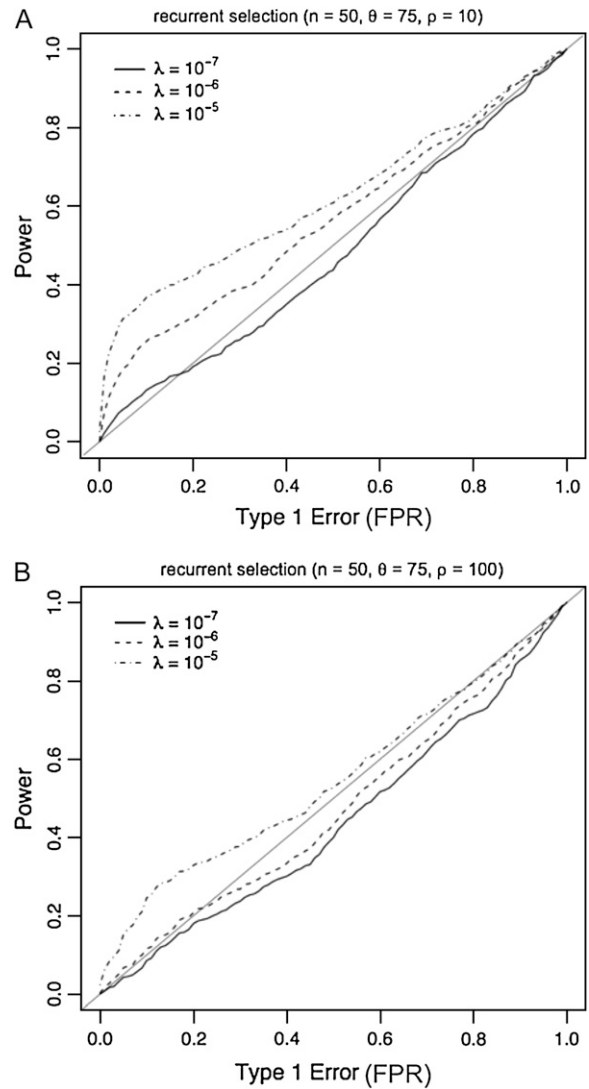 A
recurrent selection (n = 50, θ = 75, ρ = 10)
λ = 10⁻⁷
λ = 10⁻⁶
λ = 10⁻⁵
Power
1.0
0.8
0.6
0.4
0.2
0.0
0.0 0.2 0.4 0.6 0.8 1.0
Type 1 Error (FPR)
B
recurrent selection (n = 50, θ = 75, ρ = 100)
λ = 10⁻⁷
λ = 10⁻⁶
λ = 10⁻⁵
Power
1.0
0.8
0.6
0.4
0.2
0.0
0.0 0.2 0.4 0.6 0.8 1.0
Type 1 Error (FPR)